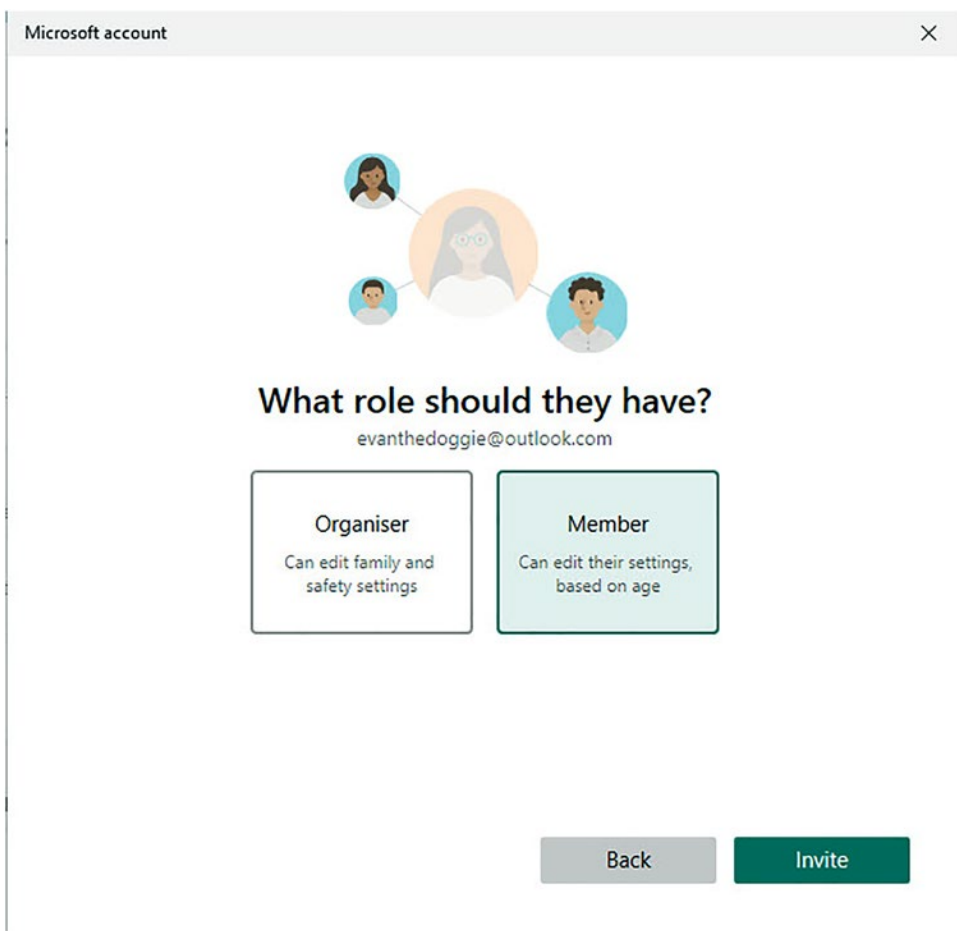 Microsoft account
What role should they have?
evanthedoggie@outlook.com
Organiser
Can edit family and
safety settings
Member
Can edit their settings,
based on age
Back
Invite